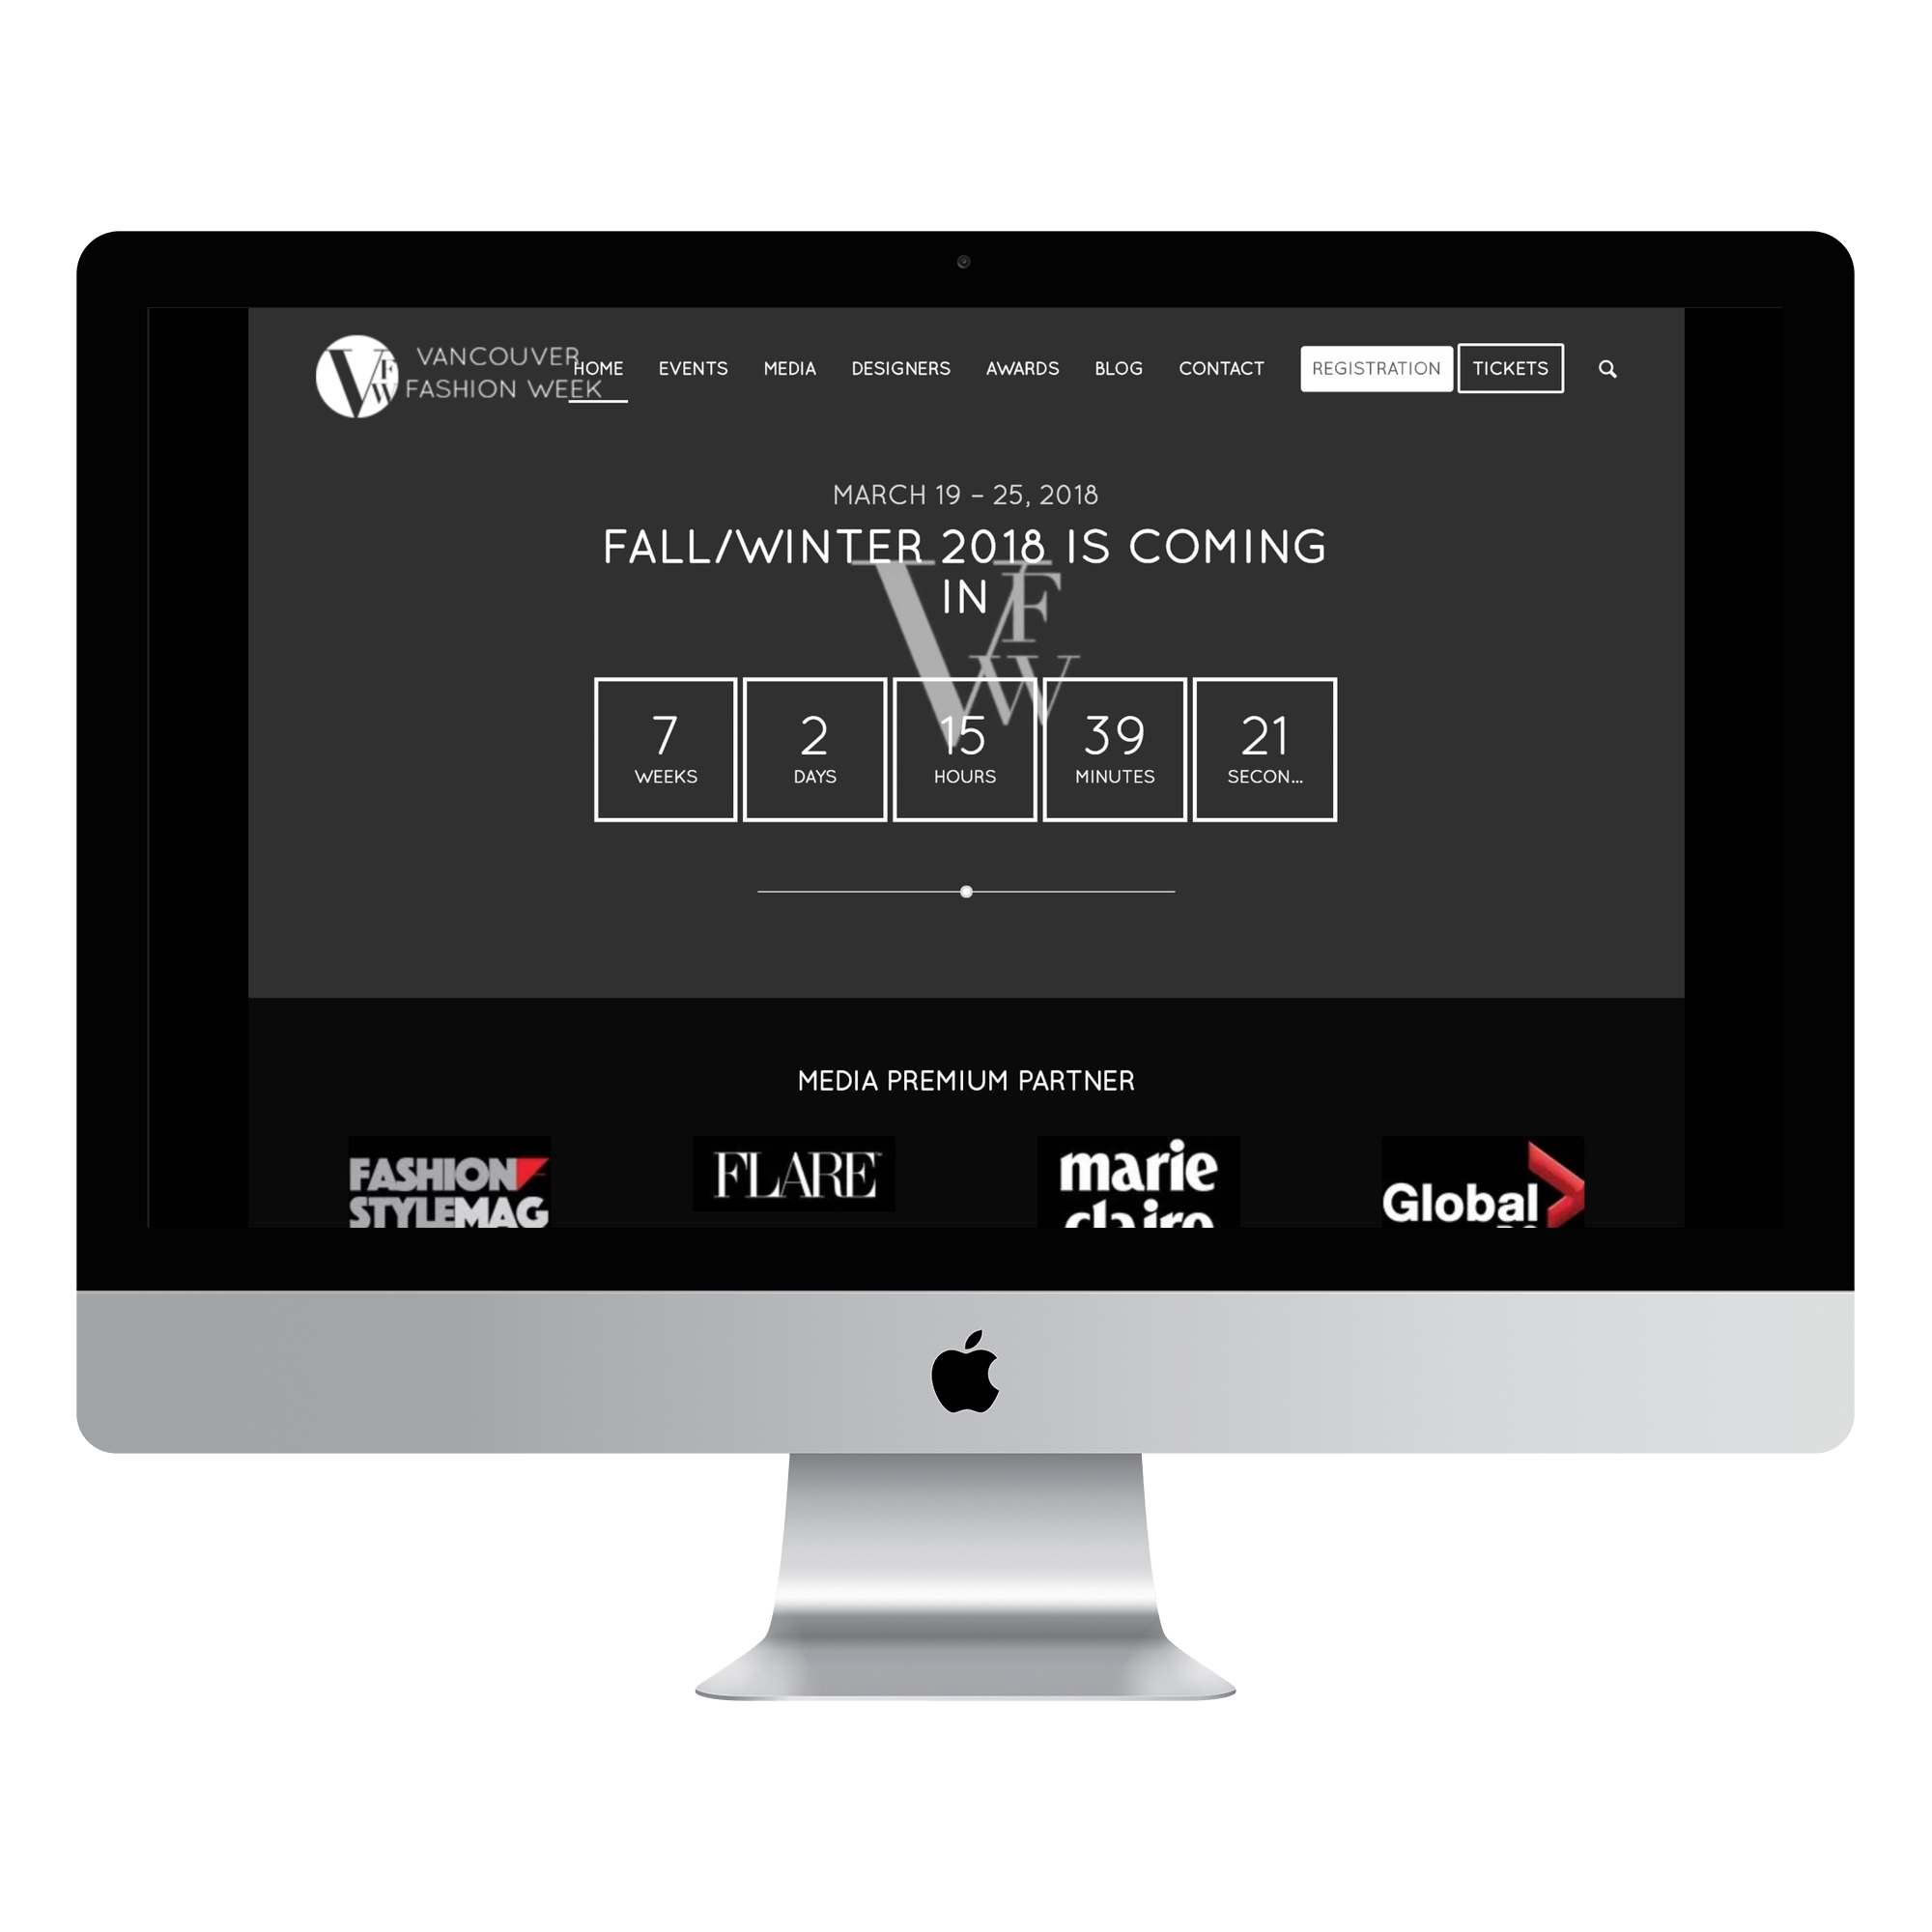 VANCOUVER
FASHION WEEK
HOME EVENTS MEDIA DESIGNERS AWARDS BLOG CONTACT REGISTRATION TICKETS
MARCH 19 – 25, 2018
FALL/WINTER 2018 IS COMING
IN
VFW
7 2 15 39 21
WEEKS DAYS HOURS MINUTES SECON...
MEDIA PREMIUM PARTNER
FASHION FLARE marie Global
STYLEMAG claire